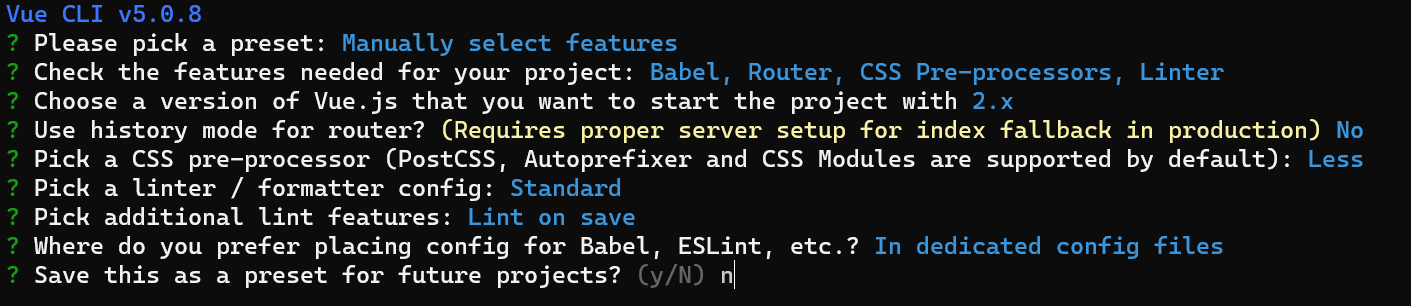 Vue CLI v5.0.8
? Please pick a preset: Manually select features
? Check the features needed for your project: Babel, Router, CSS Pre-processors, Linter
? Choose a version of Vue.js that you want to start the project with 2.x
? Use history mode for router? (Requires proper server setup for index fallback in production) No
? Pick a CSS pre-processor (PostCSS, Autoprefixer and CSS Modules are supported by default): Less
? Pick a linter / formatter config: Standard
? Pick additional lint features: Lint on save
? Where do you prefer placing config for Babel, ESLint, etc.? In dedicated config files
? Save this as a preset for future projects? (y/N) n